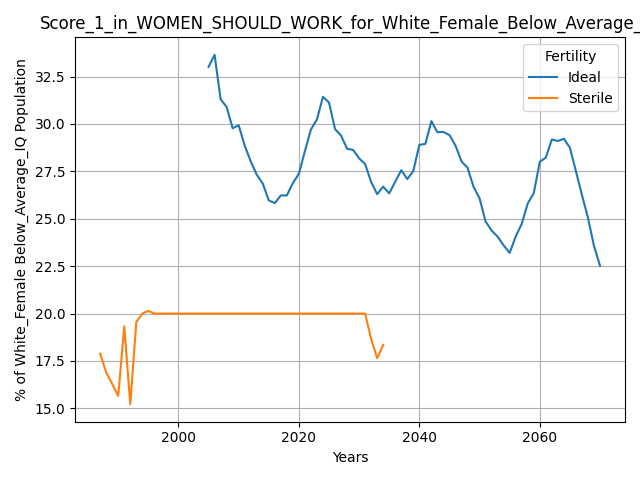 Score_1_in_WOMEN_SHOULD_WORK_for_White_Female_Below_Average_
% of White_Female Below_Average_IQ Population
32.5
30.0
27.5
25.0
22.5
20.0
17.5
15.0
Fertility
Ideal
Sterile
2000
2020
2040
2060
Years